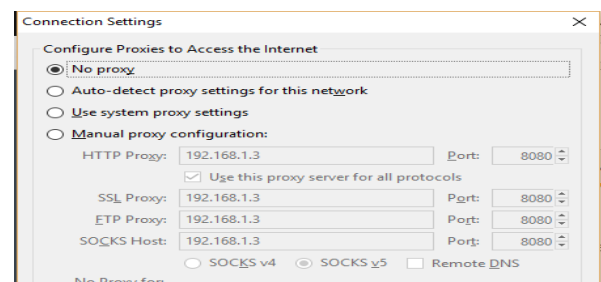 Connection Settings
Configure Proxies to Access the Internet
No proxy
Auto-detect proxy settings for this network
Use system proxy settings
Manual proxy configuration:
HTTP Proxy: 192.168.1.3 Port: 8080
Use this proxy server for all protocols
SSL Proxy: 192.168.1.3 Port: 8080
FTP Proxy: 192.168.1.3 Port: 8080
SOCKS Host: 192.168.1.3 Port: 8080
SOCKS v4 SOCKS v5 Remote DNS
No Proxy for: